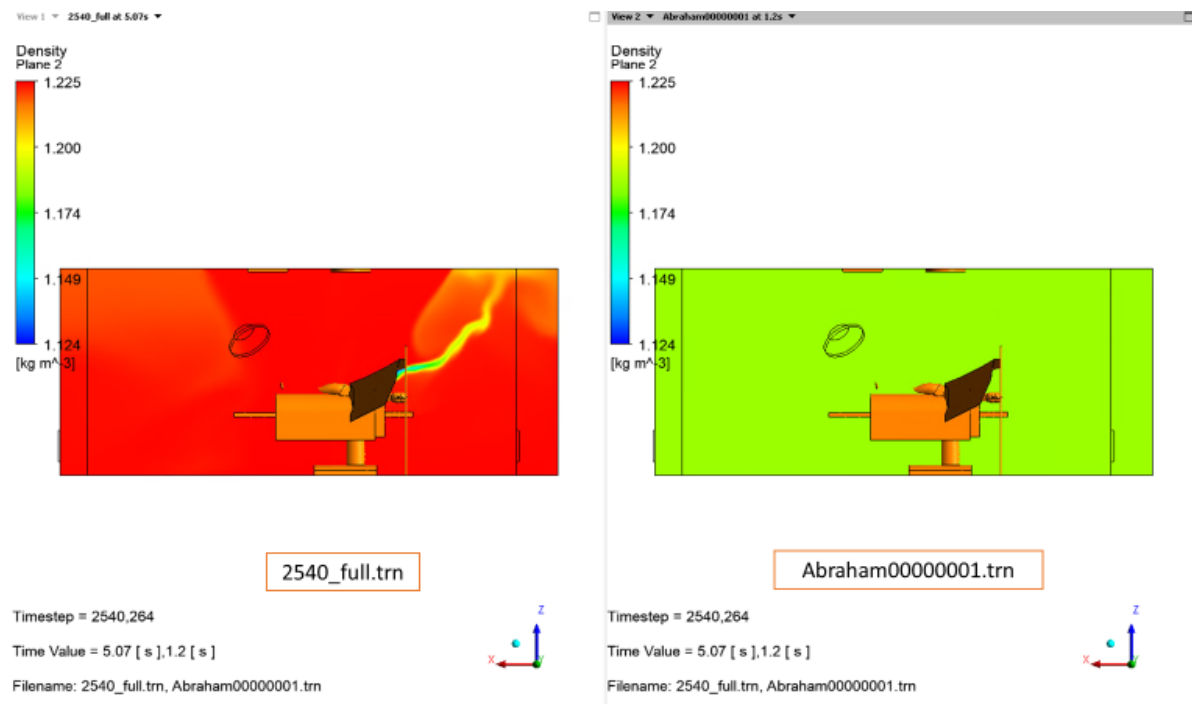 View 1 2540_full at 5.07s
Density
Plane 2
1.225
1.200
1.174
1.149
1.124
[kg m^-3]
2540_full.trn
Timestep = 2540,264
Time Value = 5.07 [ s ],1.2 [ s ]
Filename: 2540_full.trn, Abraham00000001.trn
Z
X
Y
View 2 Abraham00000001 at 1.2s
Density
Plane 2
1.225
1.200
1.174
1.149
1.124
[kg m^-3]
Abraham00000001.trn
Timestep = 2540,264
Time Value = 5.07 [ s ],1.2 [ s ]
Filename: 2540_full.trn, Abraham00000001.trn
Z
X
Y